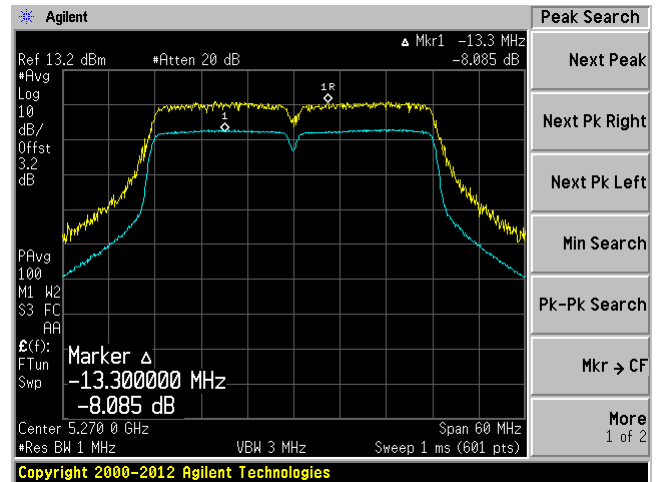 Agilent
Peak Search
Δ Mkr1 -13.3 MHz
Ref 13.2 dBm #Atten 20 dB -8.085 dB
#Avg
Log
10
dB/
Offst
3.2
dB
1R
1
PAvg
100
M1 W2
S3 FC
AA
£(f):
FTun
Swp
Marker Δ
-13.300000 MHz
-8.085 dB
Center 5.270 0 GHz Span 60 MHz
#Res BW 1 MHz VBW 3 MHz Sweep 1 ms (601 pts)
Copyright 2000-2012 Agilent Technologies
Next Peak
Next Pk Right
Next Pk Left
Min Search
Pk-Pk Search
Mkr → CF
More
1 of 2